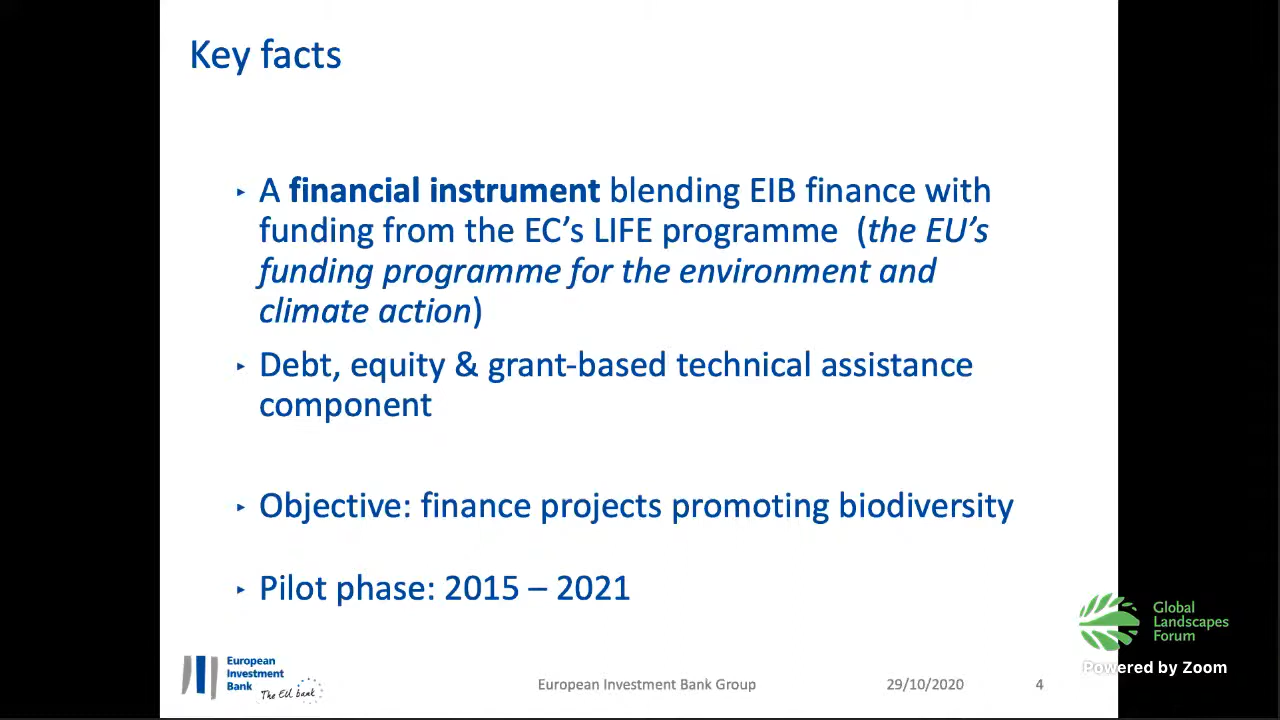 Key facts
A financial instrument blending EIB finance with
funding from the EC’s LIFE programme (the EU’s
funding programme for the environment and
climate action)
Debt, equity & grant-based technical assistance
component
Objective: finance projects promoting biodiversity
Pilot phase: 2015 – 2021
Global
Landscapes
Forum
Powered by Zoom
European
Investment
Bank
The EU bank
European Investment Bank Group
29/10/2020
4